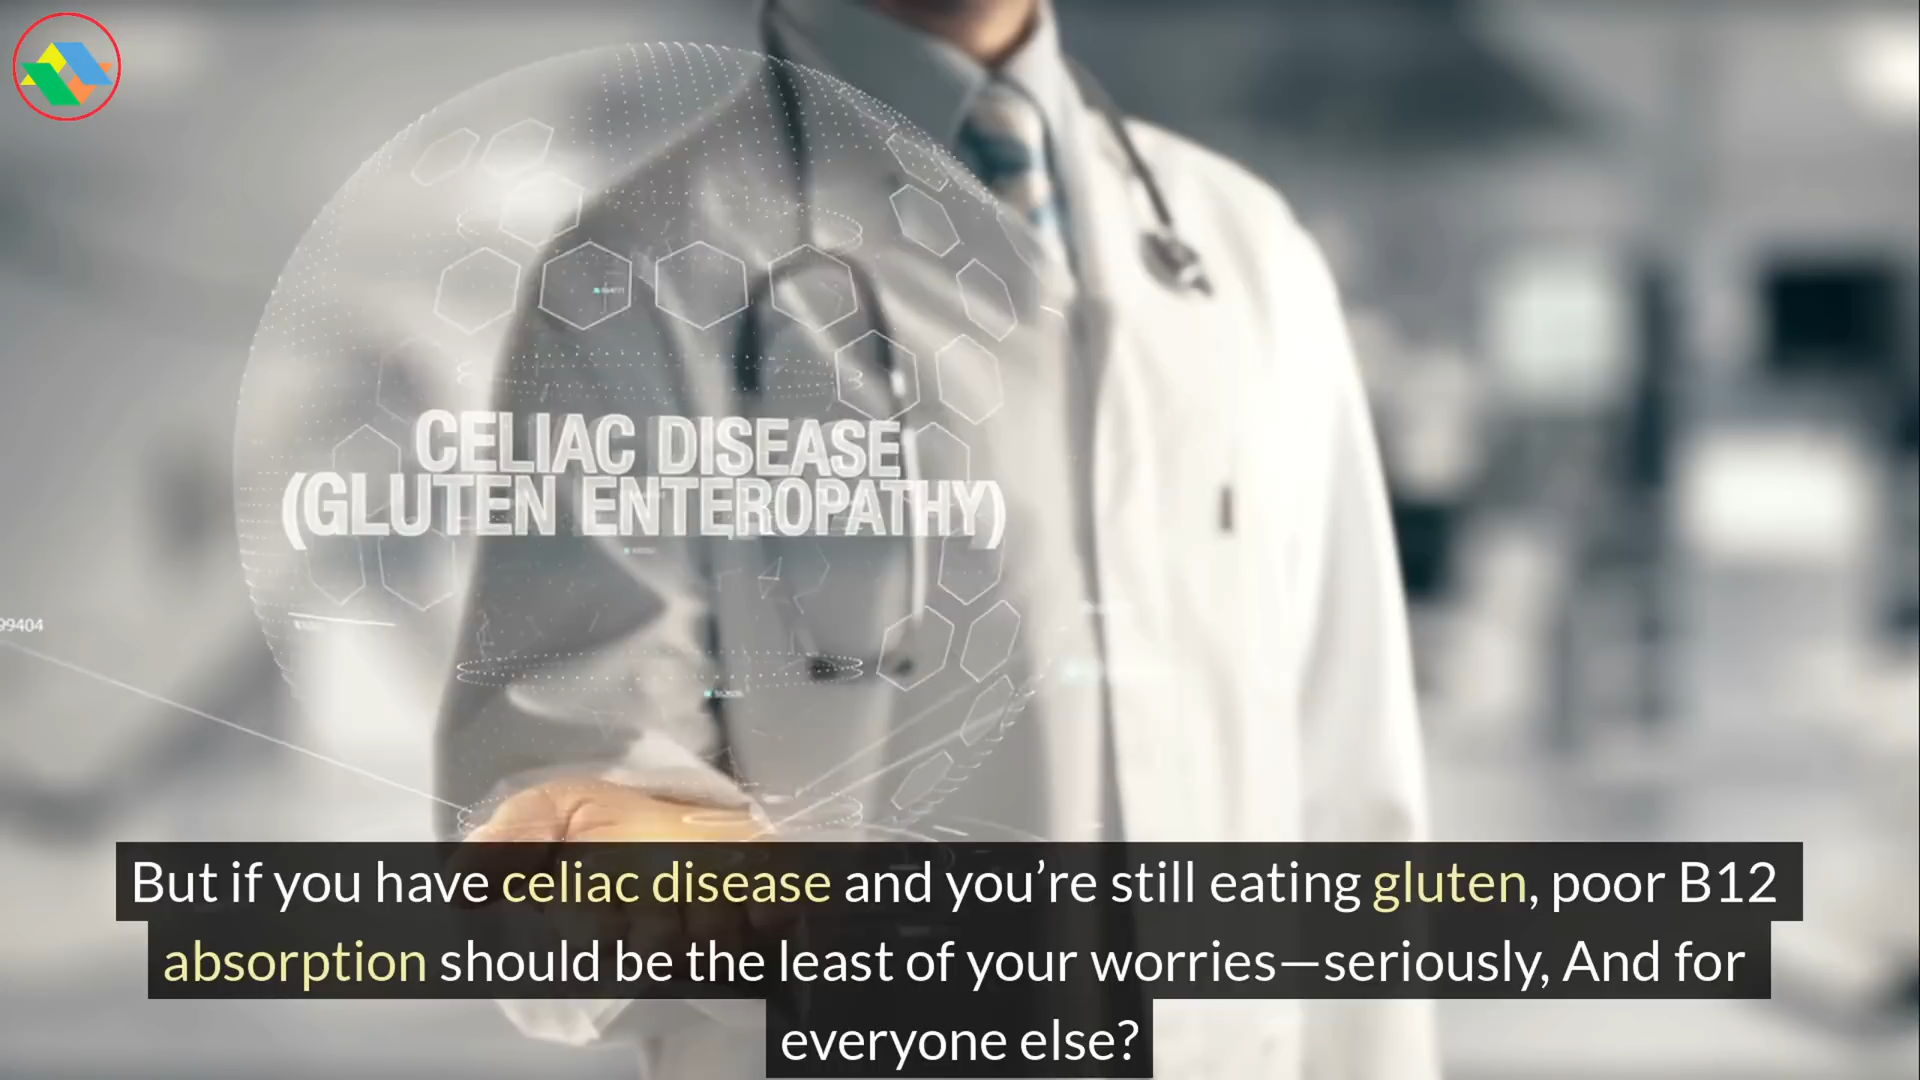 CELIAC DISEASE
(GLUTEN ENTEROPATHY)
99404
But if you have celiac disease and you’re still eating gluten, poor B12
absorption should be the least of your worries—seriously, And for
everyone else?